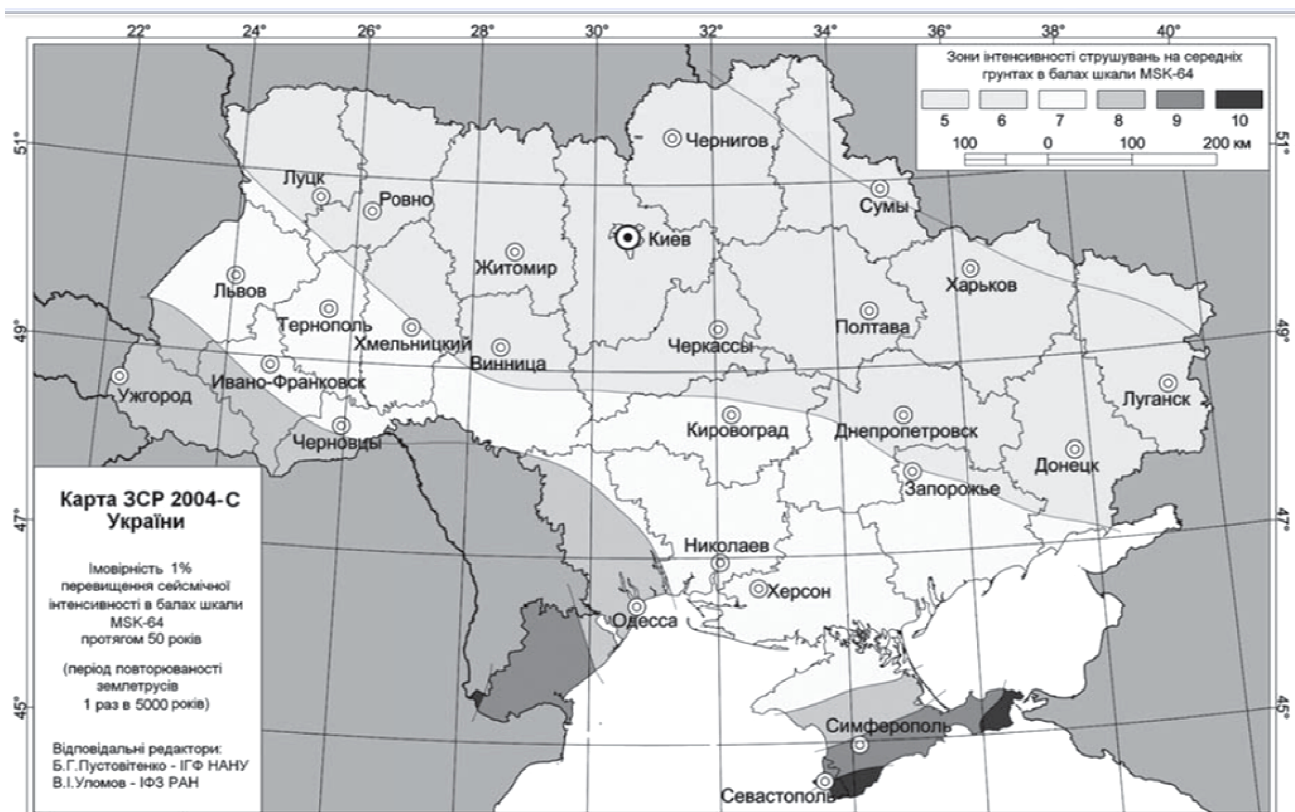 22° 24° 26° 28° 30° 32° 34° 36° 38° 40°
Зони інтенсивності струшувань на середніх
грунтах в балах шкали MSK-64
5 6 7 8 9 10
100 0 100 200 км
51° 51°
Чернигов
Луцк
Ровно
Сумы
Киев
Житомир
Харьков
Львов
Тернополь
Хмельницкий
Винница
Черкассы
Полтава
49° 49°
Ужгород
Ивано-Франковск
Черновцы
Кировоград
Днепропетровск
Луганск
Донецк
Запорожье
47° 47°
Николаев
Херсон
Одесса
45° 45°
Симферополь
Севастополь
Карта ЗСР 2004-С
України
Імовірність 1%
перевищення сейсмічної
інтенсивності в балах шкали
MSK-64
протягом 50 років
(період повторюваності
землетрусів
1 раз в 5000 років)
Відповідальні редактори:
Б.Г.Пустовітенко - ІГФ НАНУ
В.І.Уломов - ІФЗ РАН